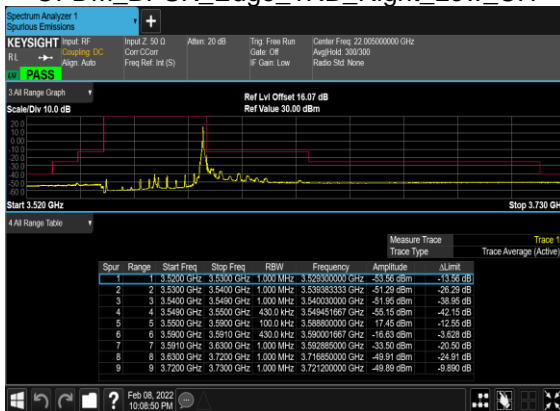 Spectrum Analyzer 1
Spurious Emissions
KEYSIGHT Input: RF Input Z: 50 Ω Atten: 20 dB Trig: Free Run Center Freq: 22.005000000 GHz
RL Coupling: DC Corr CCorr Gate: Off Avg|Hold: 300/300
Align: Auto Freq Ref: Int (S) IF Gain: Low Radio Std: None
PASS
3 All Range Graph
Ref Lvl Offset 16.07 dB
Scale/Div 10.0 dB Ref Value 30.00 dBm
20.0
10.0
0.00
-10.0
-20.0
-30.0
-40.0
-50.0
-60.0
Start 3.520 GHz Stop 3.730 GH
4 All Range Table
Measure Trace Trace 1
Trace Type Trace Average (Active)
Spur Range Start Freq Stop Freq RBW Frequency Amplitude ΔLimit
1 1 3.5200 GHz 3.5300 GHz 1.000 MHz 3.529300000 GHz -53.56 dBm -13.56 dB
2 2 3.5300 GHz 3.5400 GHz 1.000 MHz 3.539383333 GHz -51.29 dBm -26.29 dB
3 3 3.5400 GHz 3.5490 GHz 1.000 MHz 3.540030000 GHz -51.95 dBm -38.95 dB
4 4 3.5490 GHz 3.5500 GHz 430.0 kHz 3.549451667 GHz -55.15 dBm -42.15 dB
5 5 3.5500 GHz 3.5900 GHz 100.0 kHz 3.588800000 GHz 17.45 dBm -12.55 dB
6 6 3.5900 GHz 3.5910 GHz 430.0 kHz 3.590001667 GHz -16.63 dBm -3.628 dB
7 7 3.5910 GHz 3.6300 GHz 1.000 MHz 3.592885000 GHz -33.50 dBm -20.50 dB
8 8 3.6300 GHz 3.7200 GHz 1.000 MHz 3.716850000 GHz -49.91 dBm -24.91 dB
9 9 3.7200 GHz 3.7300 GHz 1.000 MHz 3.721200000 GHz -49.89 dBm -9.890 dB
Feb 08, 2022
10:08:50 PM